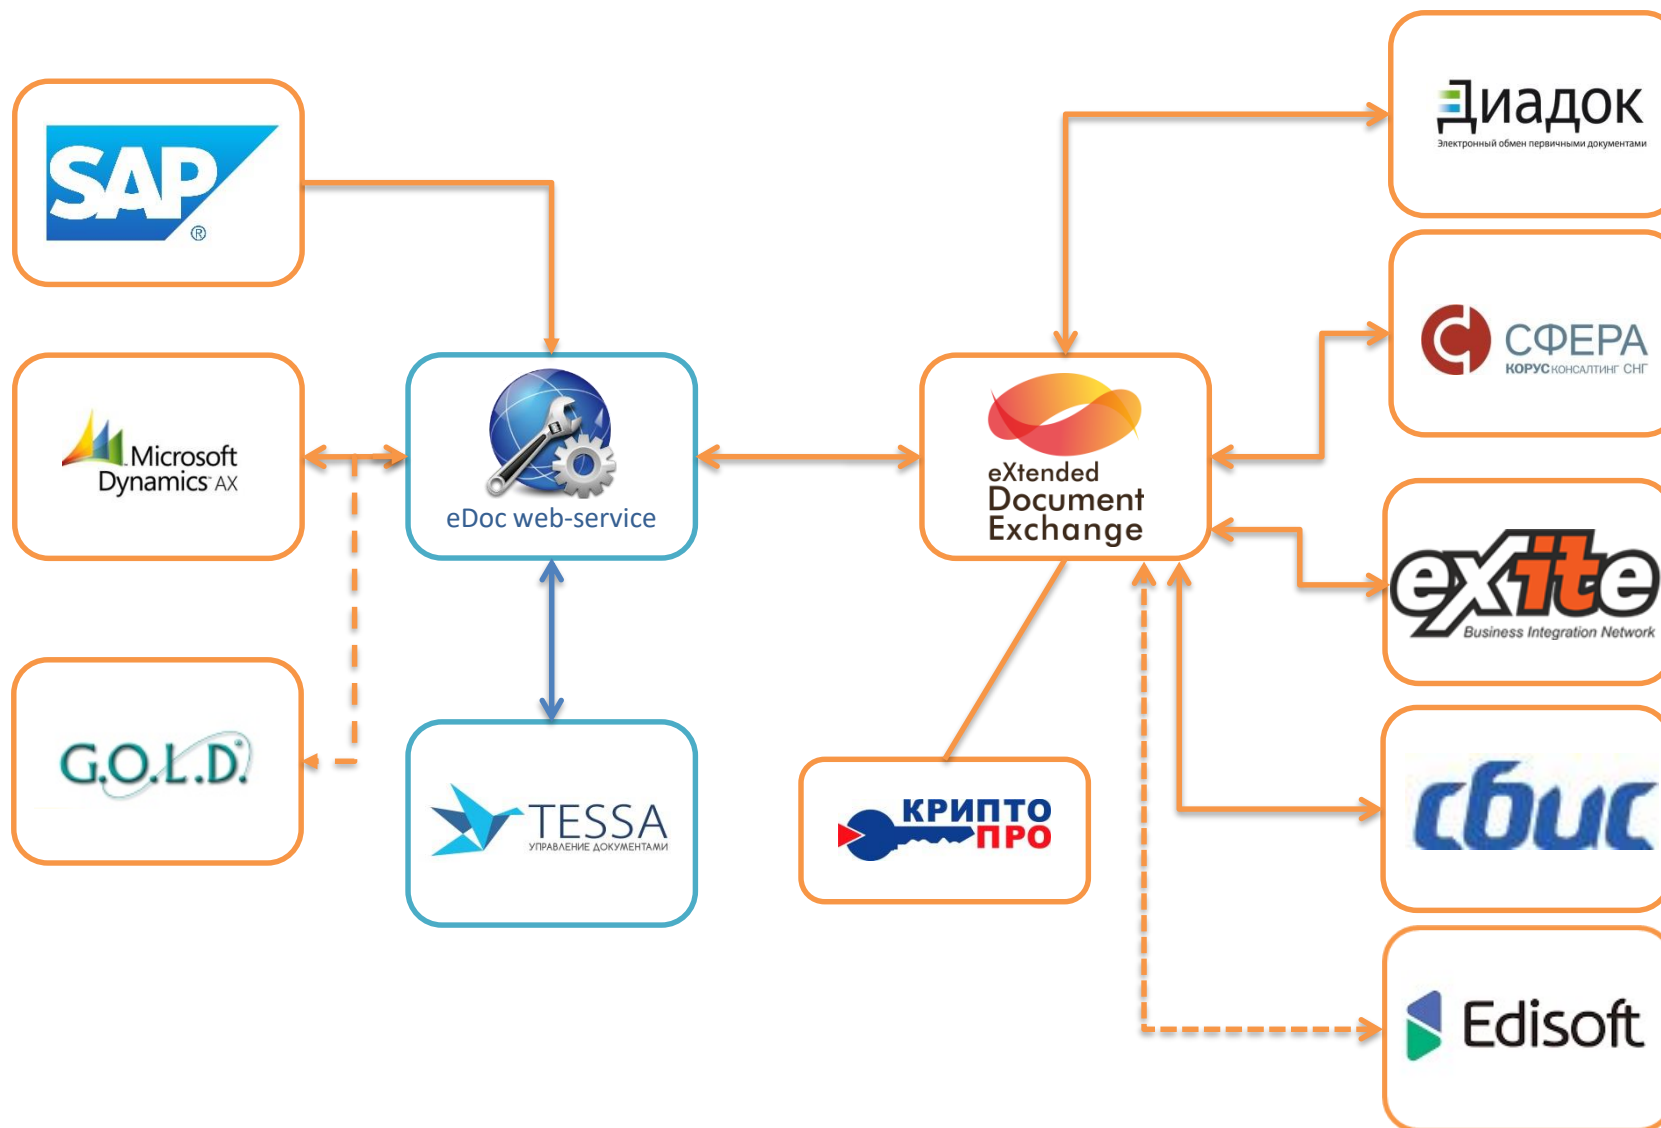 SAP
®
Microsoft
Dynamics AX
G.O.L.D.
eDoc web-service
TESSA
УПРАВЛЕНИЕ ДОКУМЕНТАМИ
eXtended
Document
Exchange
КРИПТО
ПРО
Диадок
Электронный обмен первичными документами
СФЕРА
КОРУС КОНСАЛТИНГ СНГ
eXite
Business Integration Network
сбис
Edisoft